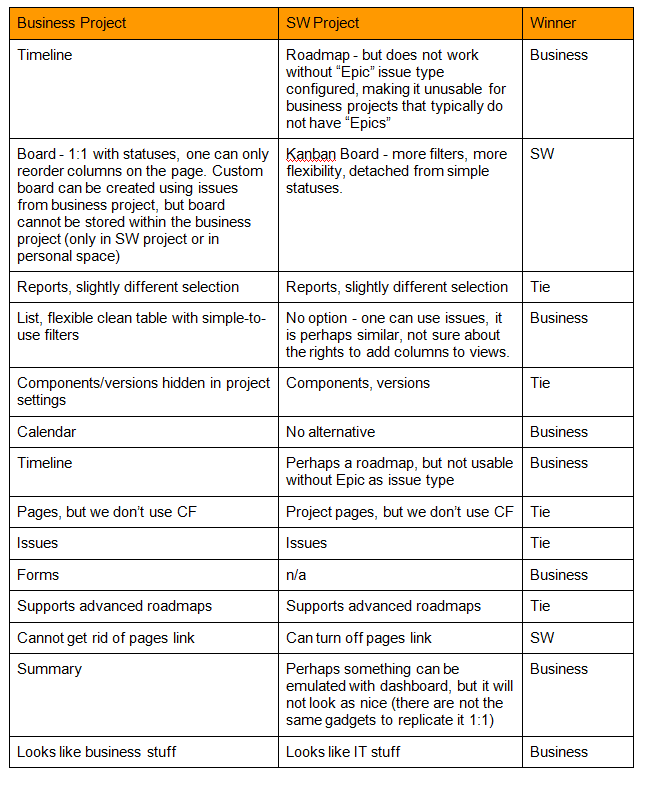 Business Project
SW Project
Winner
Timeline
Roadmap - but does not work
without “Epic” issue type
configured, making it unusable for
business projects that typically do
not have “Epics”
Business
Board - 1:1 with statuses, one can only
reorder columns on the page. Custom
board can be created using issues
from business project, but board
cannot be stored within the business
project (only in SW project or in
personal space)
Kanban Board - more filters, more
flexibility, detached from simple
statuses.
SW
Reports, slightly different selection
Reports, slightly different selection
Tie
List, flexible clean table with simple-to-
use filters
No option - one can use issues, it
is perhaps similar, not sure about
the rights to add columns to views.
Business
Components/versions hidden in project
settings
Components, versions
Tie
Calendar
No alternative
Business
Timeline
Perhaps a roadmap, but not usable
without Epic as issue type
Business
Pages, but we don’t use CF
Project pages, but we don’t use CF
Tie
Issues
Issues
Tie
Forms
n/a
Business
Supports advanced roadmaps
Supports advanced roadmaps
Tie
Cannot get rid of pages link
Can turn off pages link
SW
Summary
Perhaps something can be
emulated with dashboard, but it will
not look as nice (there are not the
same gadgets to replicate it 1:1)
Business
Looks like business stuff
Looks like IT stuff
Business